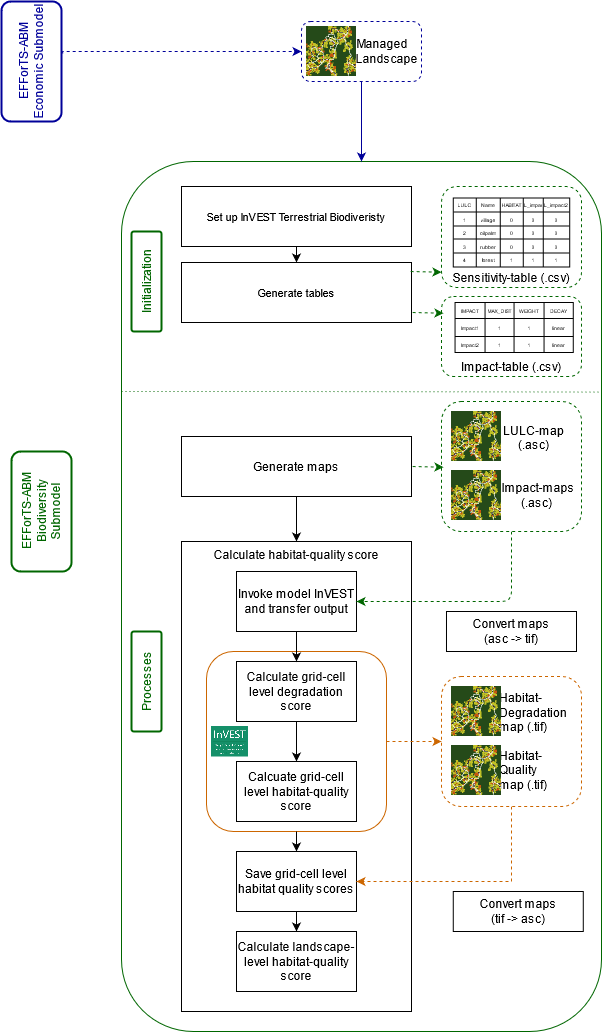 EFForTS-ABM
Economic Submodel
Managed
Landscape
Initialization
Set up InVEST Terrestrial Biodiveristy
Generate tables
LULC Name HABITAT L_impact L_impact2
1 village 0 0 0
2 oilpalm 0 0 0
3 rubber 0 0 0
4 forest 1 1 1
Sensitivity-table (.csv)
IMPACT MAX_DIST WEIGHT DECAY
Impact1 1 1 linear
Impact2 1 1 linear
Impact-table (.csv)
EFForTS-ABM
Biodiversity
Submodel
Processes
Generate maps
LULC-map
(.asc)
Impact-maps
(.asc)
Calculate habitat-quality score
Invoke model InVEST
and transfer output
Convert maps
(asc -> tif)
Calculate grid-cell
level degradation
score
InVEST
Calcuate grid-cell
level habitat-quality
score
Habitat-
Degradation
map (.tif)
Habitat-
Quality
map (.tif)
Save grid-cell level
habitat quality scores
Convert maps
(tif -> asc)
Calculate landscape-
level habitat-quality
score